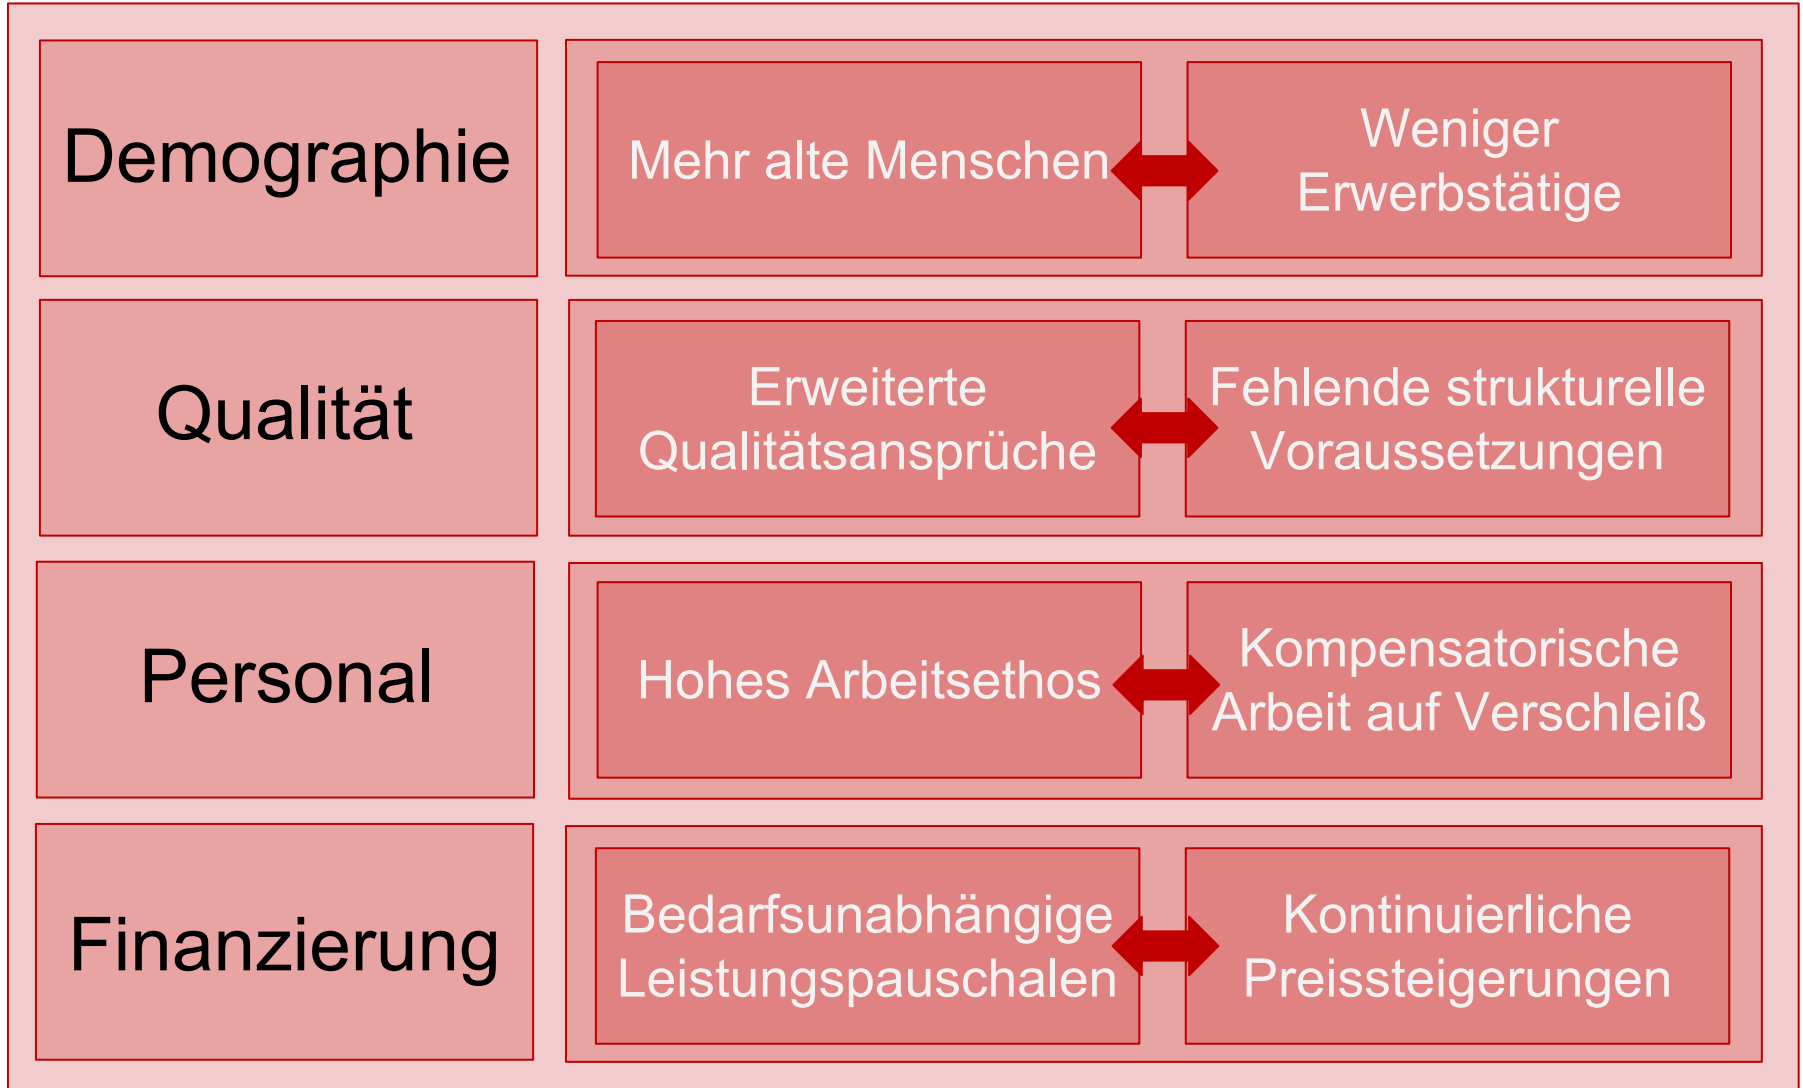 Demographie
Mehr alte Menschen
Weniger
Erwerbstätige
Qualität
Erweiterte
Qualitätsansprüche
Fehlende strukturelle
Voraussetzungen
Personal
Hohes Arbeitsethos
Kompensatorische
Arbeit auf Verschleiß
Finanzierung
Bedarfsunabhängige
Leistungspauschalen
Kontinuierliche
Preissteigerungen